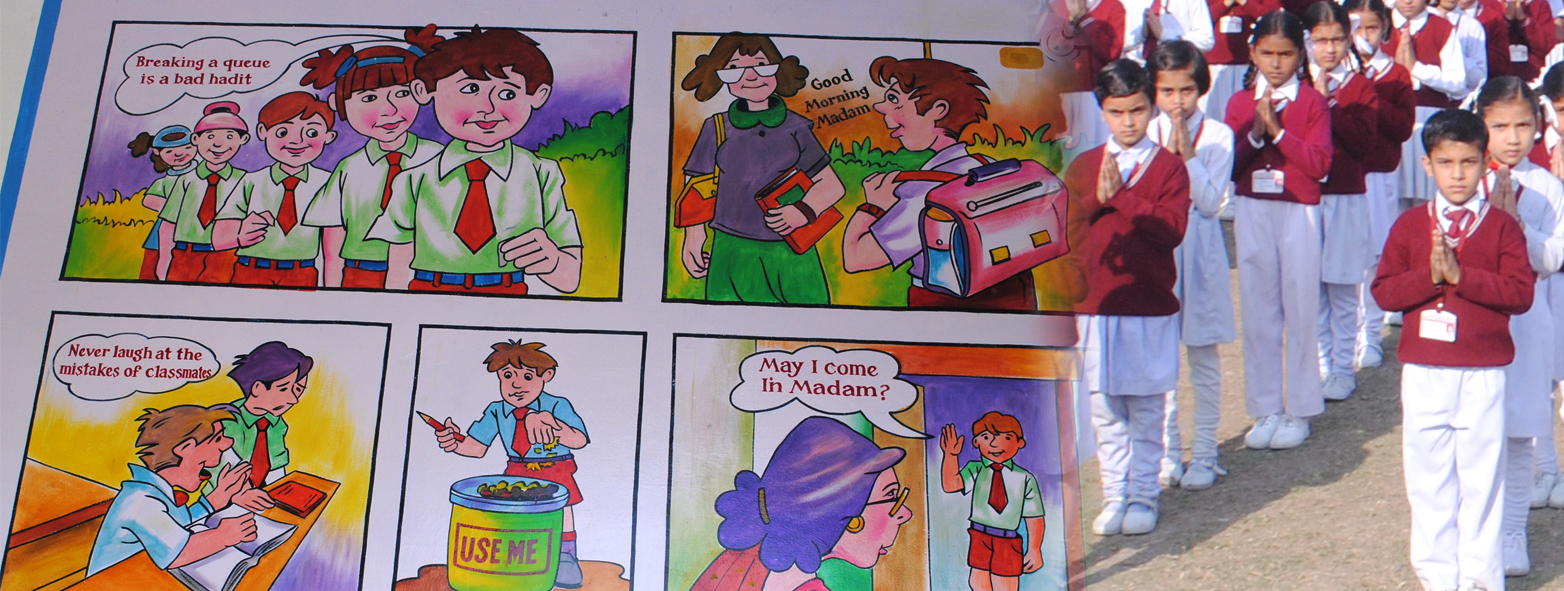 Breaking a queue
is a bad hadit
Good
Morning
Madam
Never laugh at the
mistakes of classmates
USE ME
May I come
In Madam?